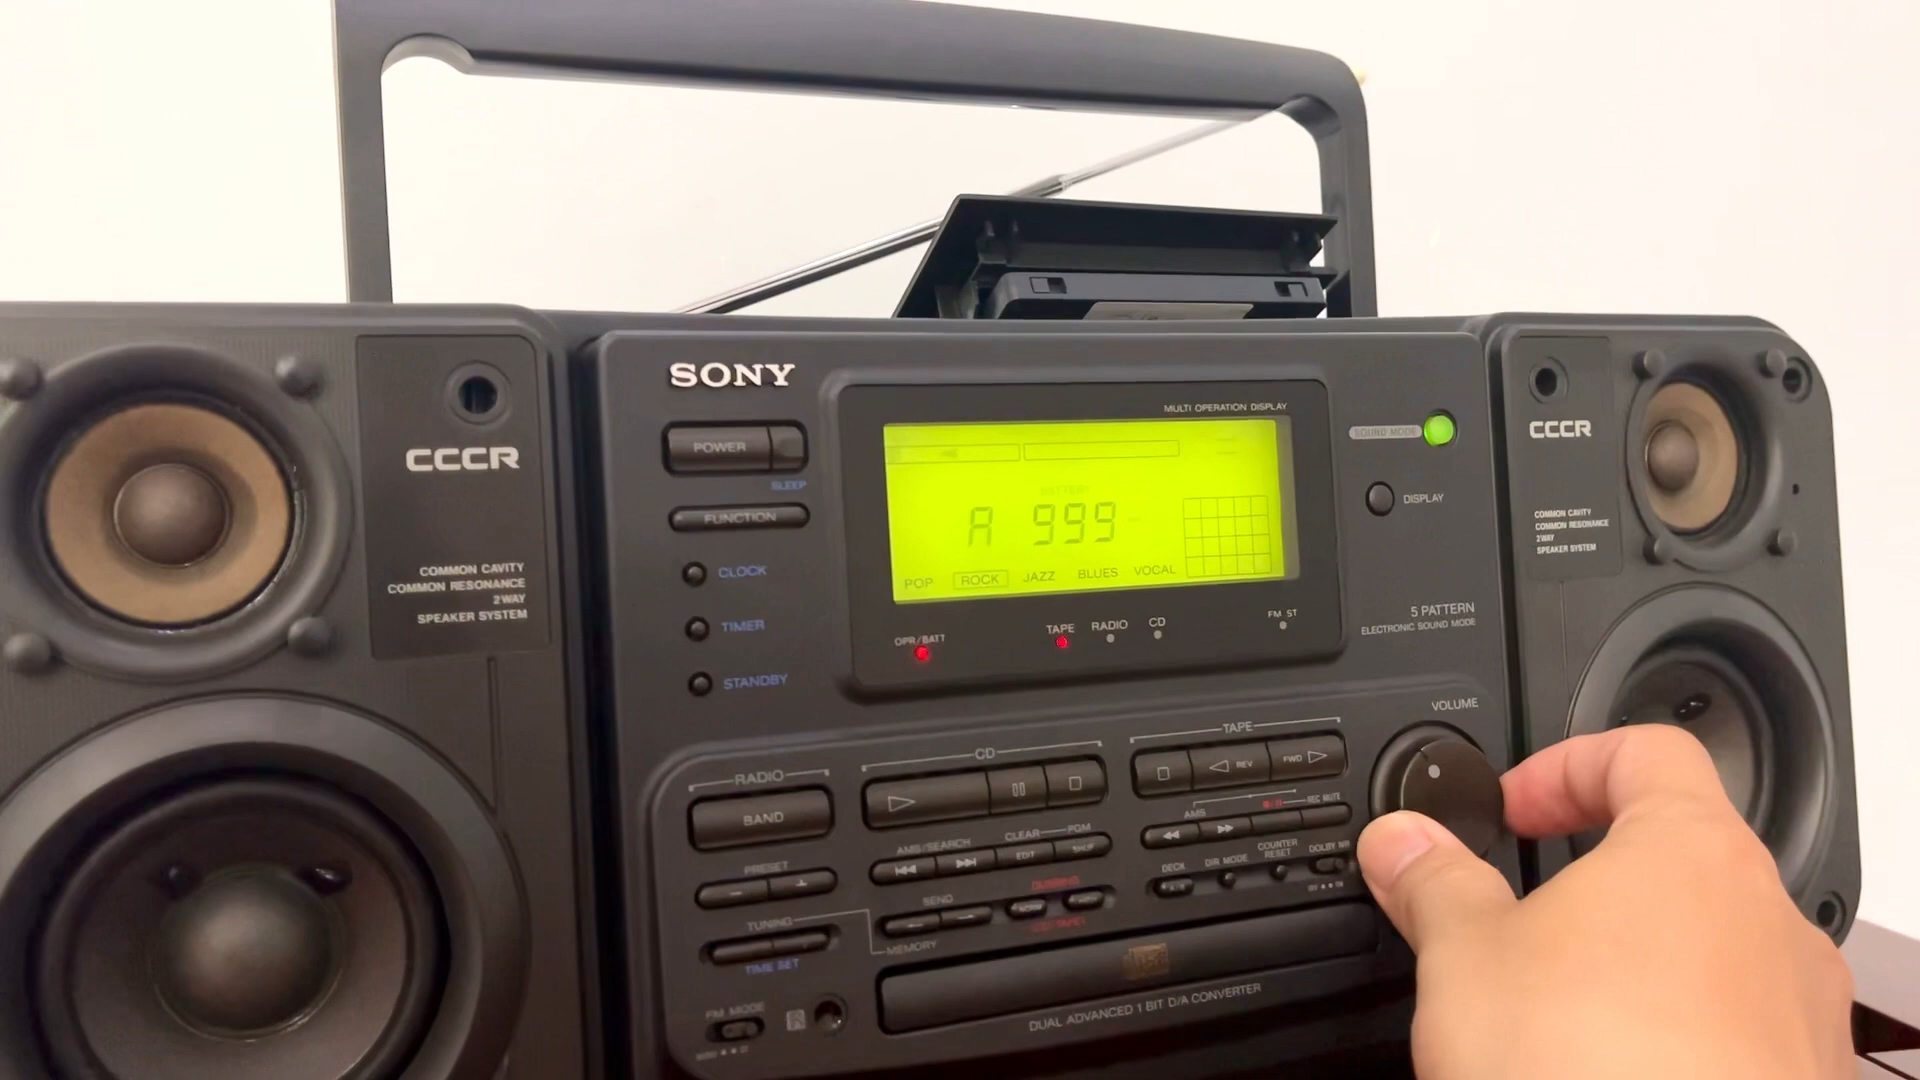 SONY
MULTI OPERATION DISPLAY
POWER
SLEEP
FUNCTION
CLOCK
TIMER
STANDBY
BATTERY
A 999
POP ROCK JAZZ BLUES VOCAL
OPR/BATT
TAPE RADIO CD
FM ST
SOUND MODE
DISPLAY
5 PATTERN
ELECTRONIC SOUND MODE
VOLUME
CCCR
COMMON CAVITY
COMMON RESONANCE
2WAY
SPEAKER SYSTEM
CCCR
COMMON CAVITY
COMMON RESONANCE
2WAY
SPEAKER SYSTEM
RADIO
BAND
PRESET
TUNING
TIME SET
MEMORY
FM MODE
CD
AMS/SEARCH
CLEAR PGM
EDIT
SEND
DUBBING
TAPE
REV FWD
AMS
REC MUTE
DECK
A/B
DIR MODE
COUNTER
RESET
DOLBY NR
DUAL ADVANCED 1 BIT D/A CONVERTER